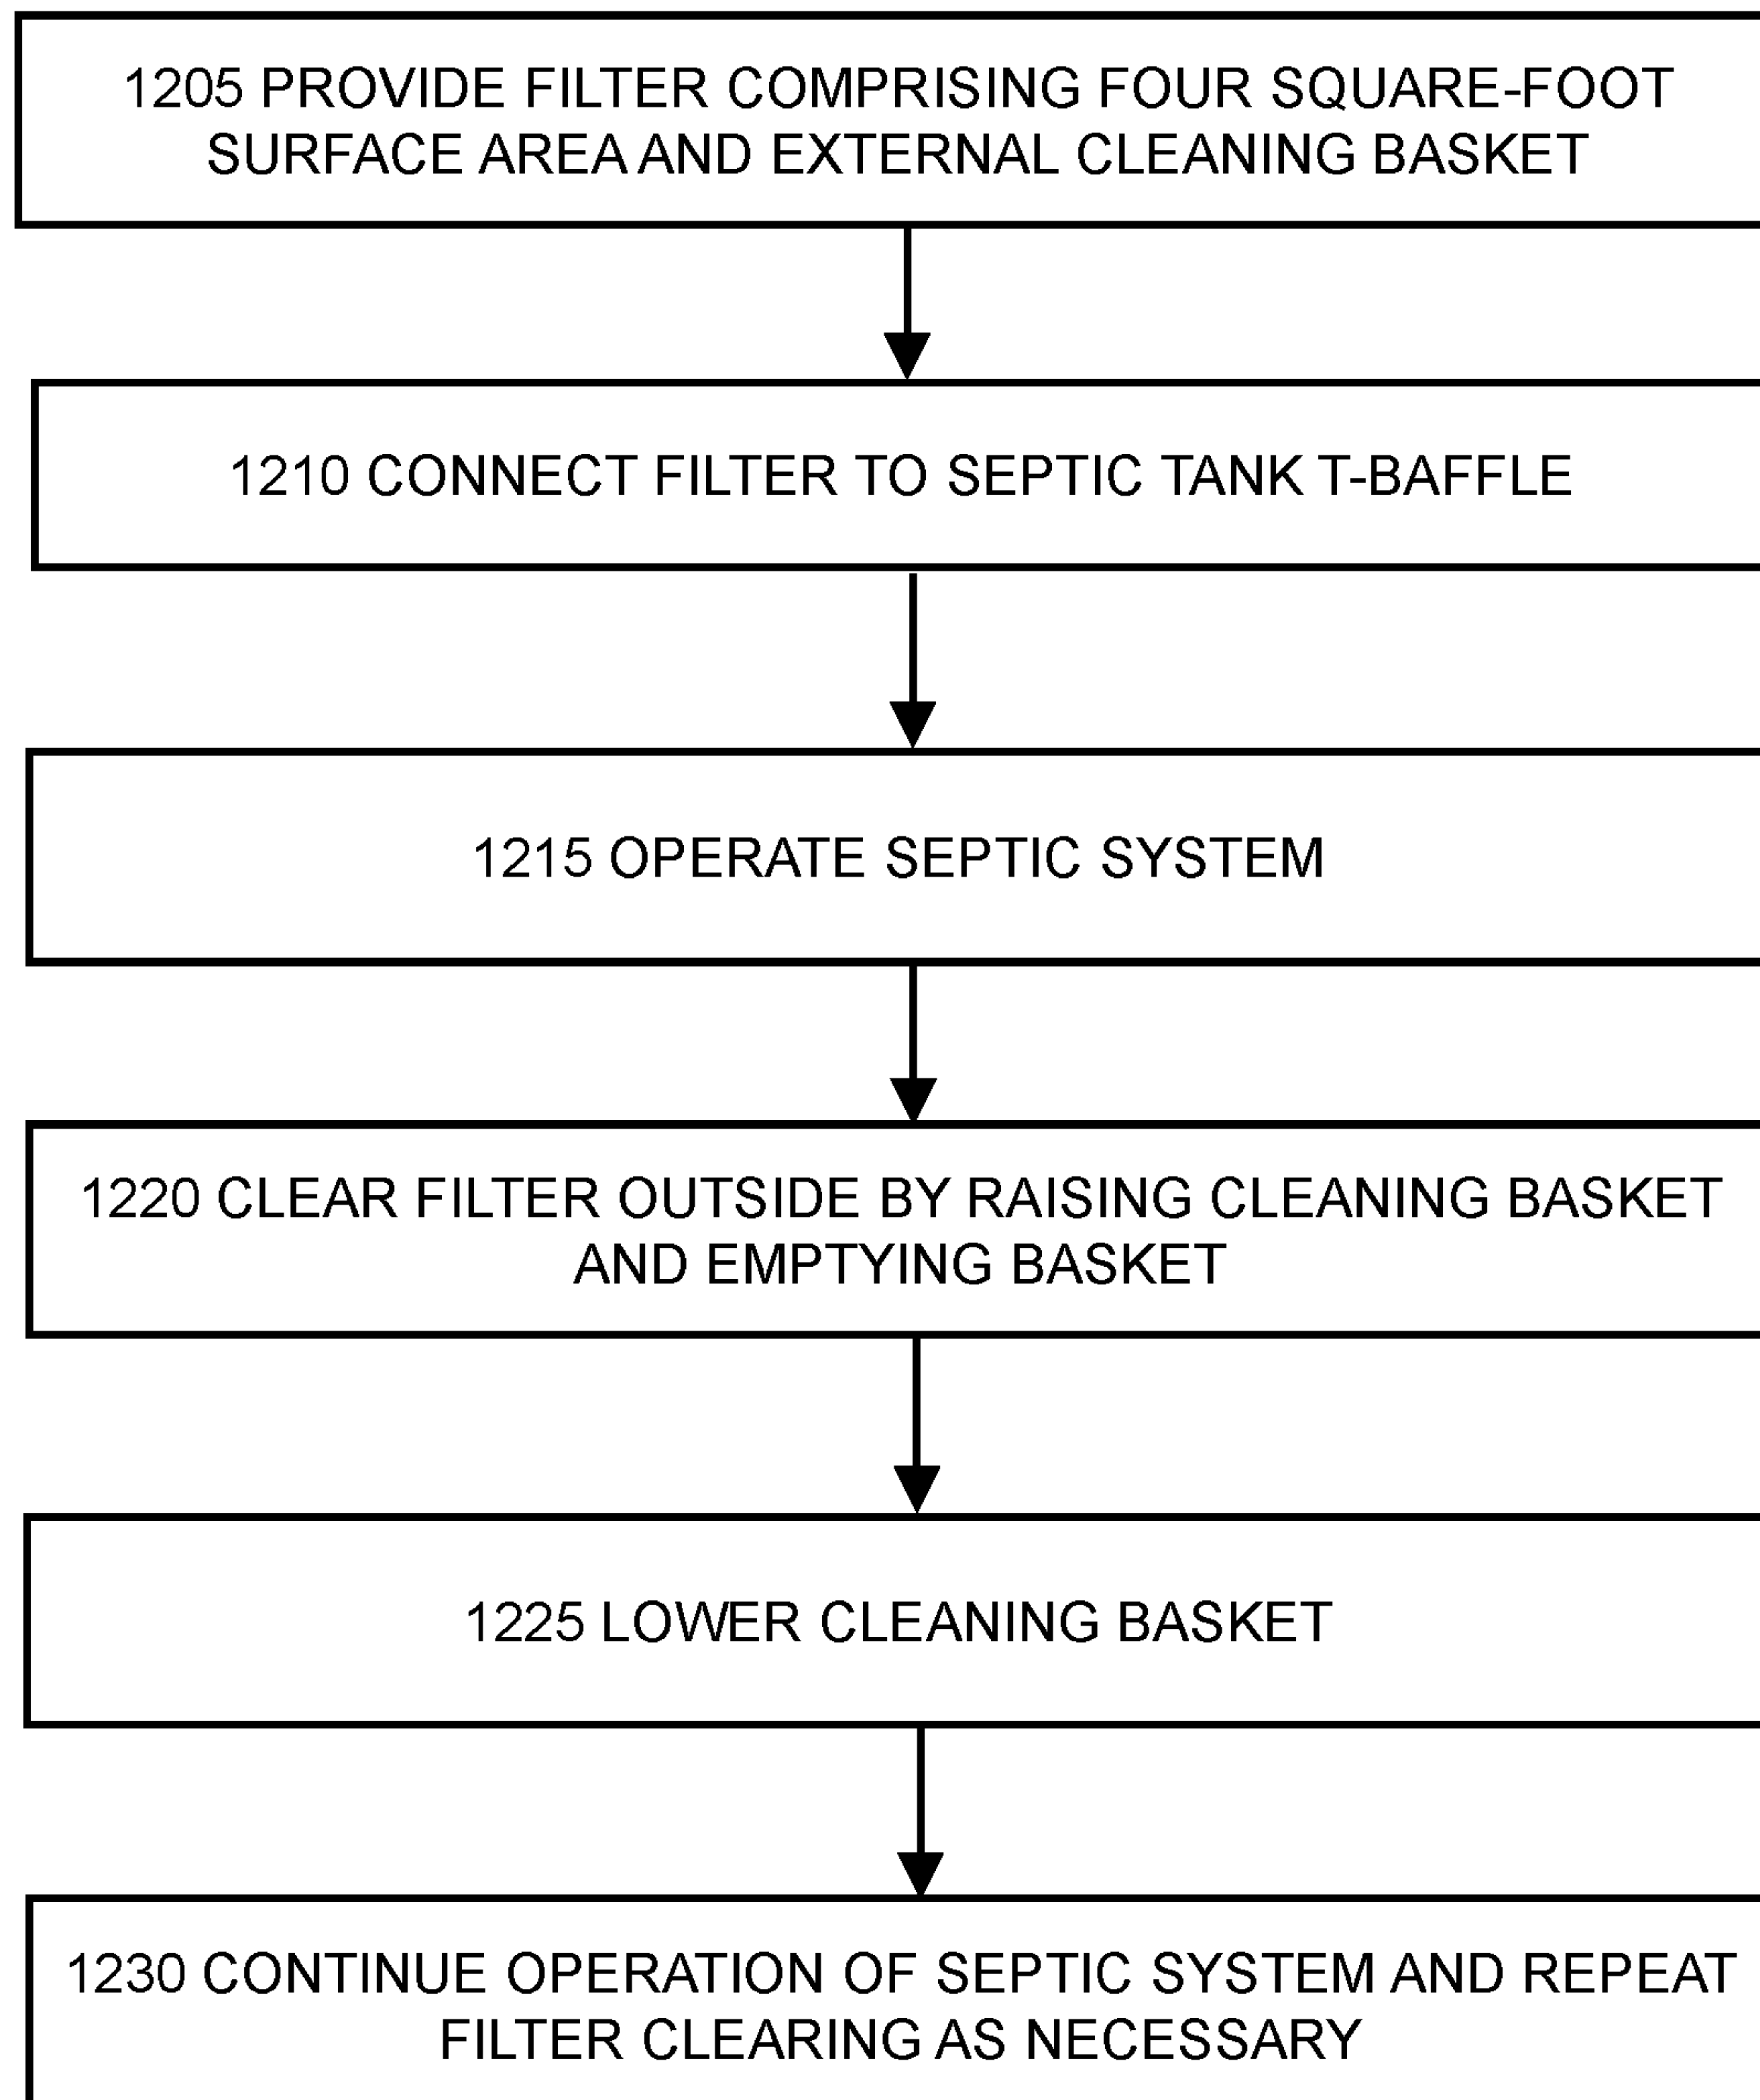 1205 PROVIDE FILTER COMPRISING FOUR SQUARE-FOOT
SURFACE AREA AND EXTERNAL CLEANING BASKET
1210 CONNECT FILTER TO SEPTIC TANK T-BAFFLE
1215 OPERATE SEPTIC SYSTEM
1220 CLEAR FILTER OUTSIDE BY RAISING CLEANING BASKET
AND EMPTYING BASKET
1225 LOWER CLEANING BASKET
1230 CONTINUE OPERATION OF SEPTIC SYSTEM AND REPEAT
FILTER CLEARING AS NECESSARY